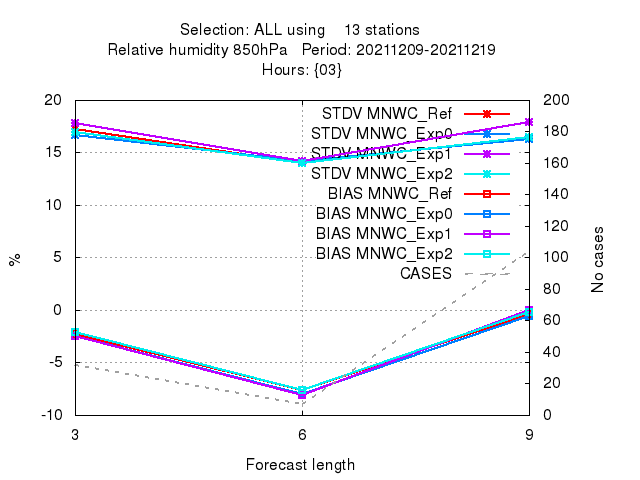 Selection: ALL using 13 stations
Relative humidity 850hPa Period: 20211209-20211219
Hours: {03}
20 200
STDV MNWC_Ref
180
STDV MNWC_Exp0
15 STDV MNWC_Exp1 160
STDV MNWC_Exp2
BIAS MNWC_Ref 140
10
BIAS MNWC_Exp0 120
BIAS MNWC_Exp1
5 BIAS MNWC_Exp2 100
CASES
80
0
60
-5 40
20
-10 0
3 6 9
Forecast length
%
No cases